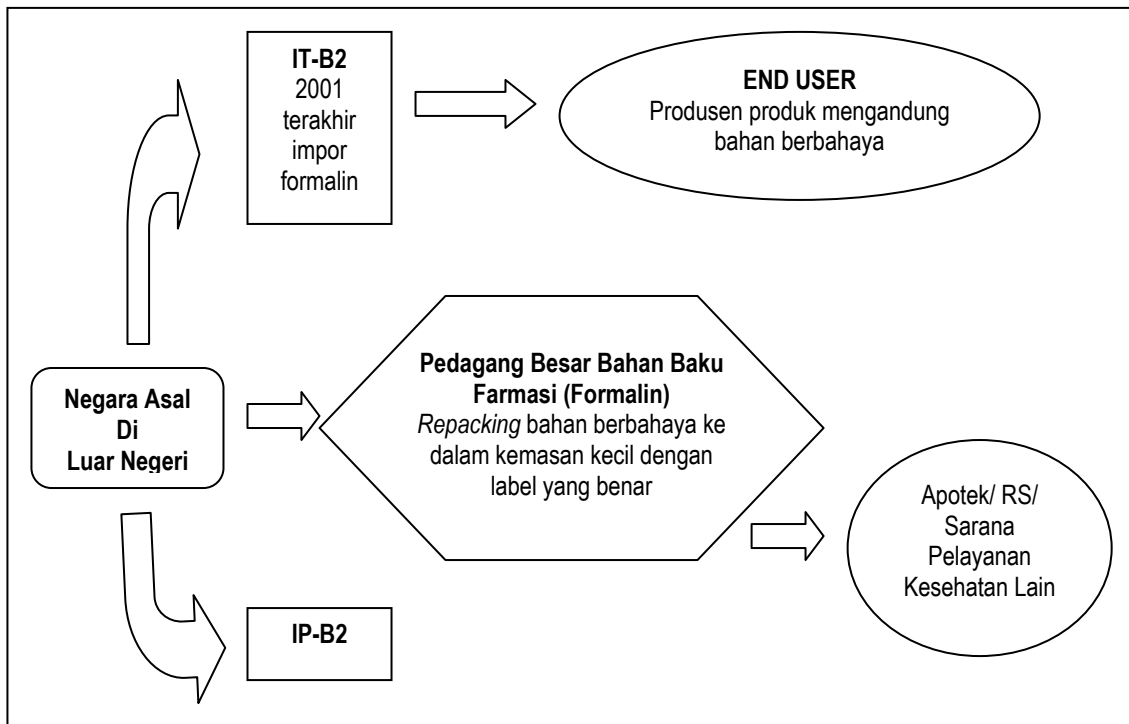 IT-B2
2001
terakhir
impor
formalin
END USER
Produsen produk mengandung
bahan berbahaya
Negara Asal
Di
Luar Negeri
Pedagang Besar Bahan Baku
Farmasi (Formalin)
Repacking bahan berbahaya ke
dalam kemasan kecil dengan
label yang benar
Apotek/ RS/
Sarana
Pelayanan
Kesehatan Lain
IP-B2